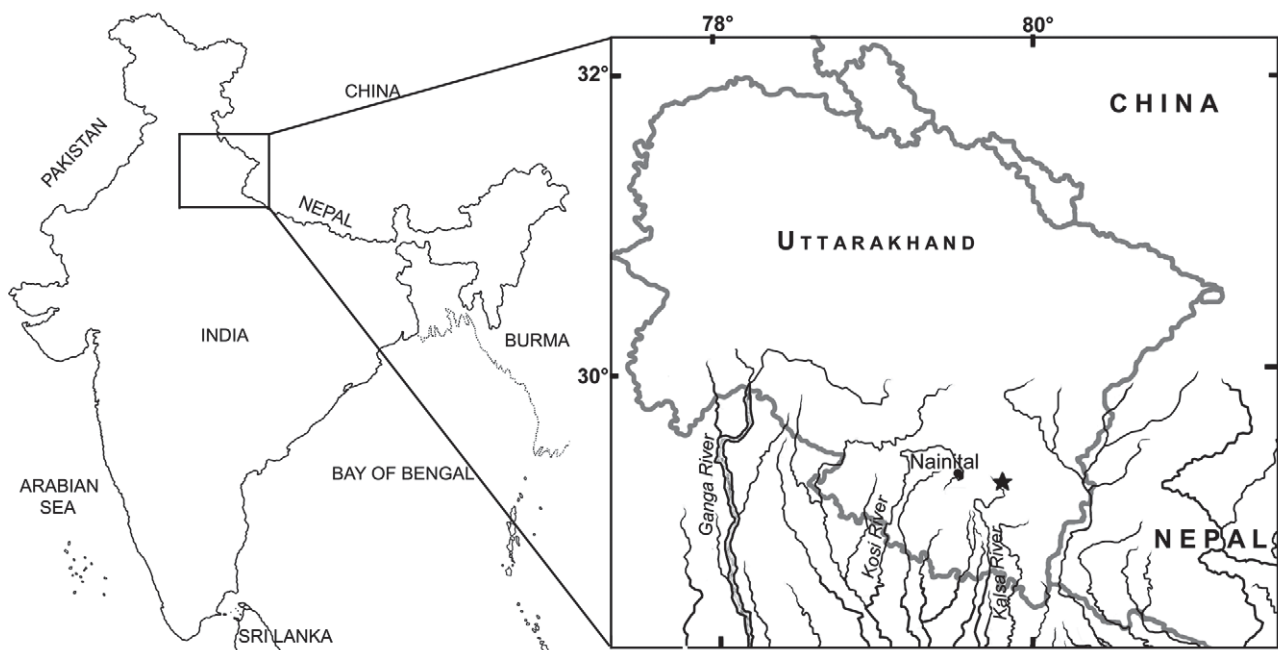 PAKISTAN
CHINA
NEPAL
INDIA
BURMA
ARABIAN
SEA
BAY OF BENGAL
SRI LANKA
78°
80°
32°
CHINA
UTTARAKHAND
30°
Ganga River
Nainital
Kosi River
Kalsa River
NEPAL